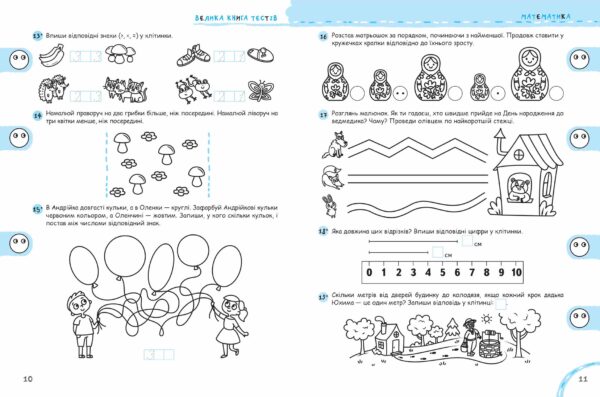 ВЕЛИКА КНИГА ТЕСТІВ
13* Впиши відповідні знаки (>, <, =) у клітинки.
14 Намалюй праворуч на два грибки більше, ніж посередині. Намалюй ліворуч на
три квітки менше, ніж посередині.
15* В Андрійка довгасті кульки, а в Оленки — круглі. Зафарбуй Андрійкові кульки
червоним кольором, а Оленчині — жовтим. Запиши, у кого скільки кульок, і
постав між числами відповідний знак.
10
МАТЕМАТИКА
16 Розстав матрьошок за порядком, починаючи з найменшої. Продовж ставити у
кружечках крапки відповідно до їхнього зросту.
17 Розглянь малюнок. Як ти гадаєш, хто швидше прийде на День народження до
ведмедика? Чому? Проведи олівцем по найкоротшій стежці.
18* Яка довжина цих відрізків? Впиши відповідні цифри у клітинки.
см
см
0 1 2 3 4 5 6 7 8 9 10
19* Скільки метрів від дверей будинку до колодязя, якщо кожний крок дядька
Юхима — це один метр? Запиши відповідь у клітинці:
11